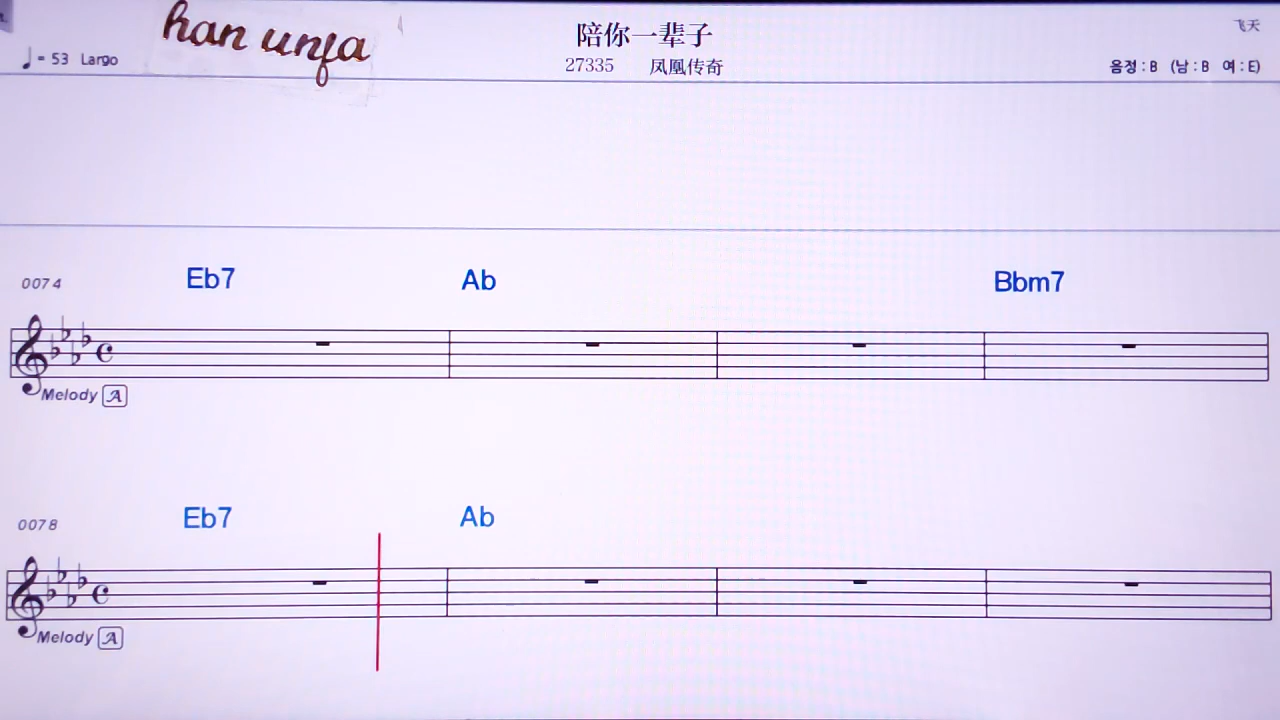 han unfa
陪你一辈子
飞天
♩= 53 Largo
27335 凤凰传奇
음정 : B (남 : B 여 : E)
0074 Eb7 Ab Bbm7
Melody A
0078 Eb7 Ab
Melody A